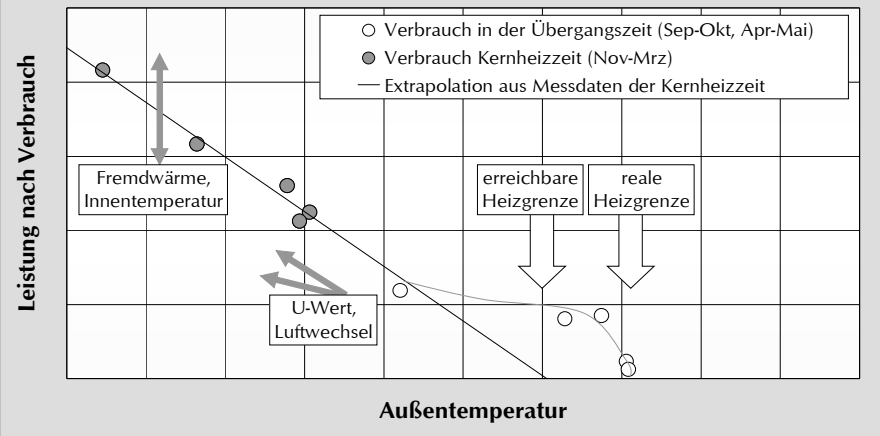 Verbrauch in der Übergangszeit (Sep-Okt, Apr-Mai)
Verbrauch Kernheizzeit (Nov-Mrz)
Extrapolation aus Messdaten der Kernheizzeit
Leistung nach Verbrauch
Fremdwärme,
Innentemperatur
erreichbare
Heizgrenze
reale
Heizgrenze
U-Wert,
Luftwechsel
Außentemperatur